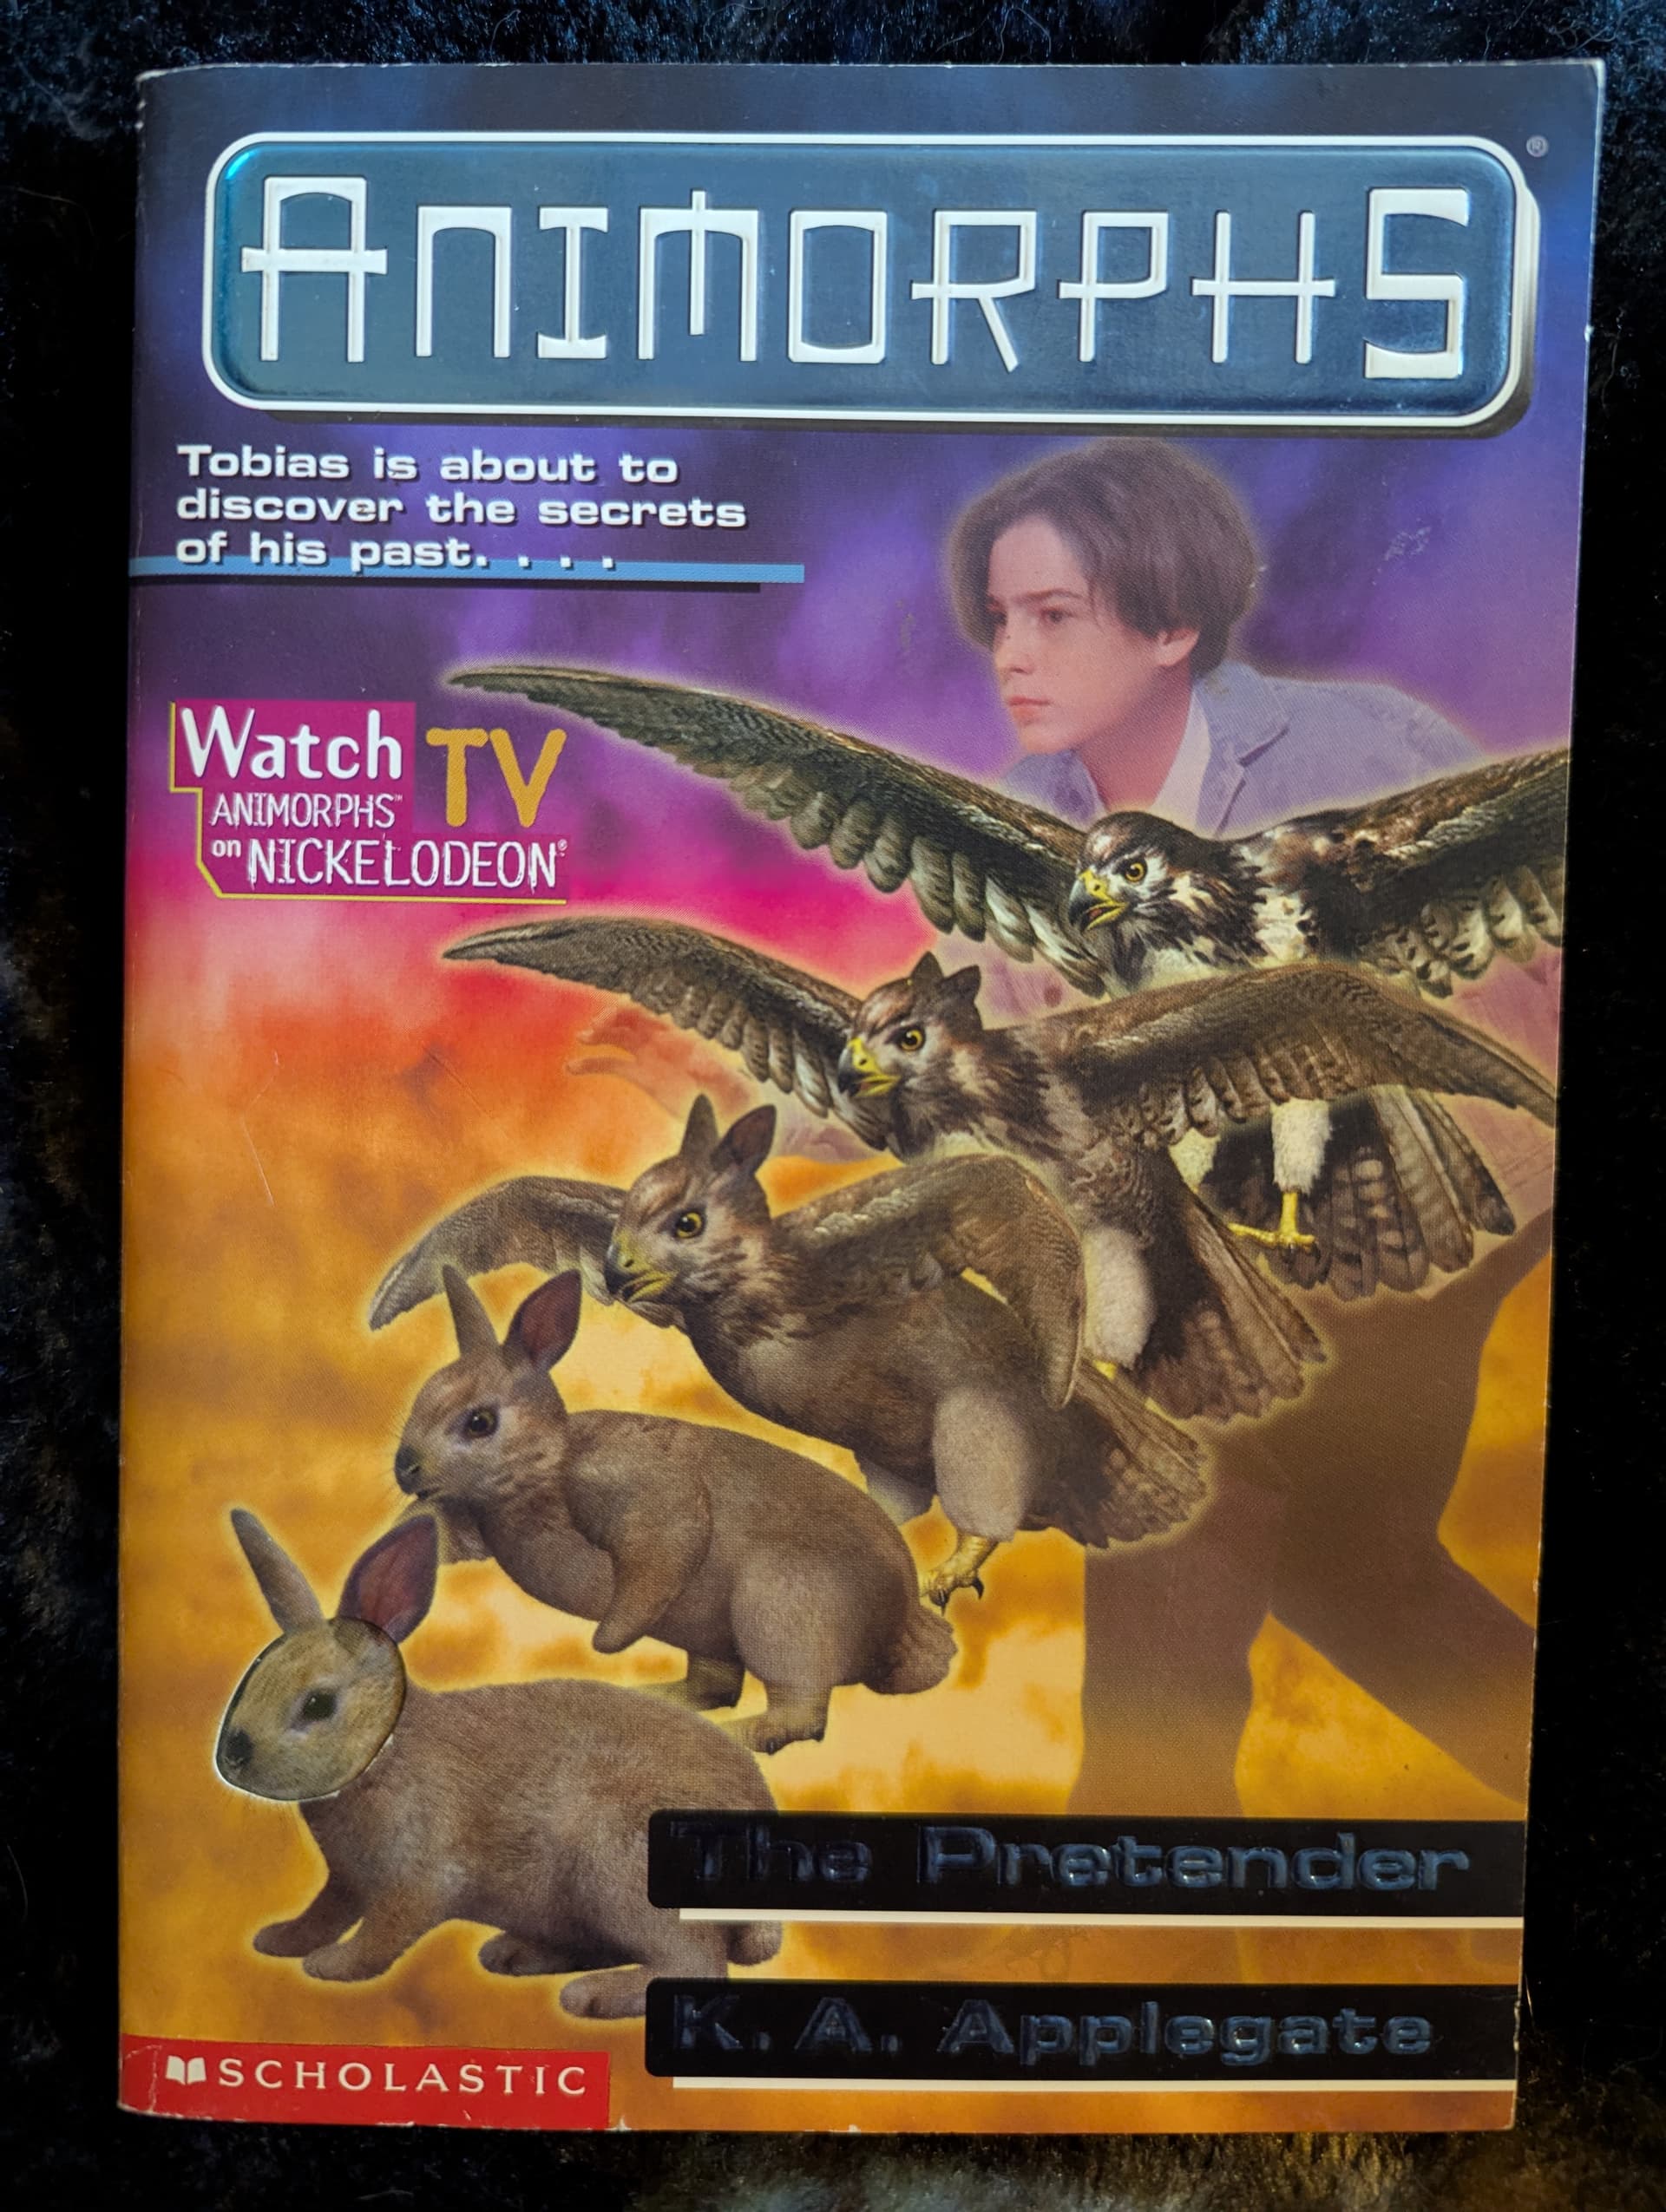 ANIMORPHS®
Tobias is about to
discover the secrets
of his past. . . .
Watch TV
ANIMORPHS™
on NICKELODEON®
The Pretender
K. A. Applegate
SCHOLASTIC